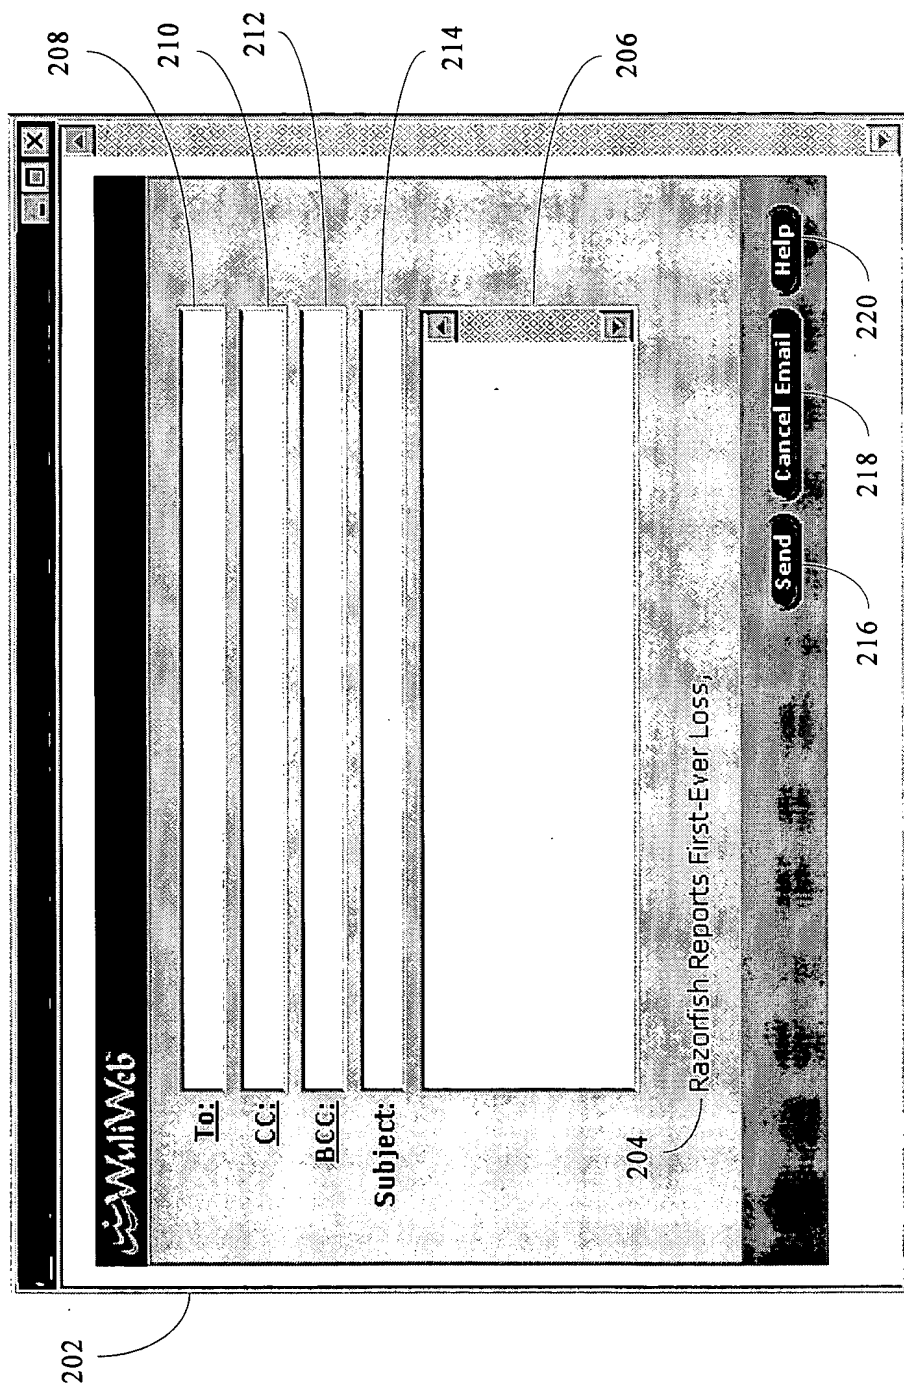 202
WuliWeb™
To:
208
CC:
210
BCC:
212
Subject:
214
206
204
Razorfish Reports First-Ever Loss,
Send
Cancel Email
Help
216
218
220